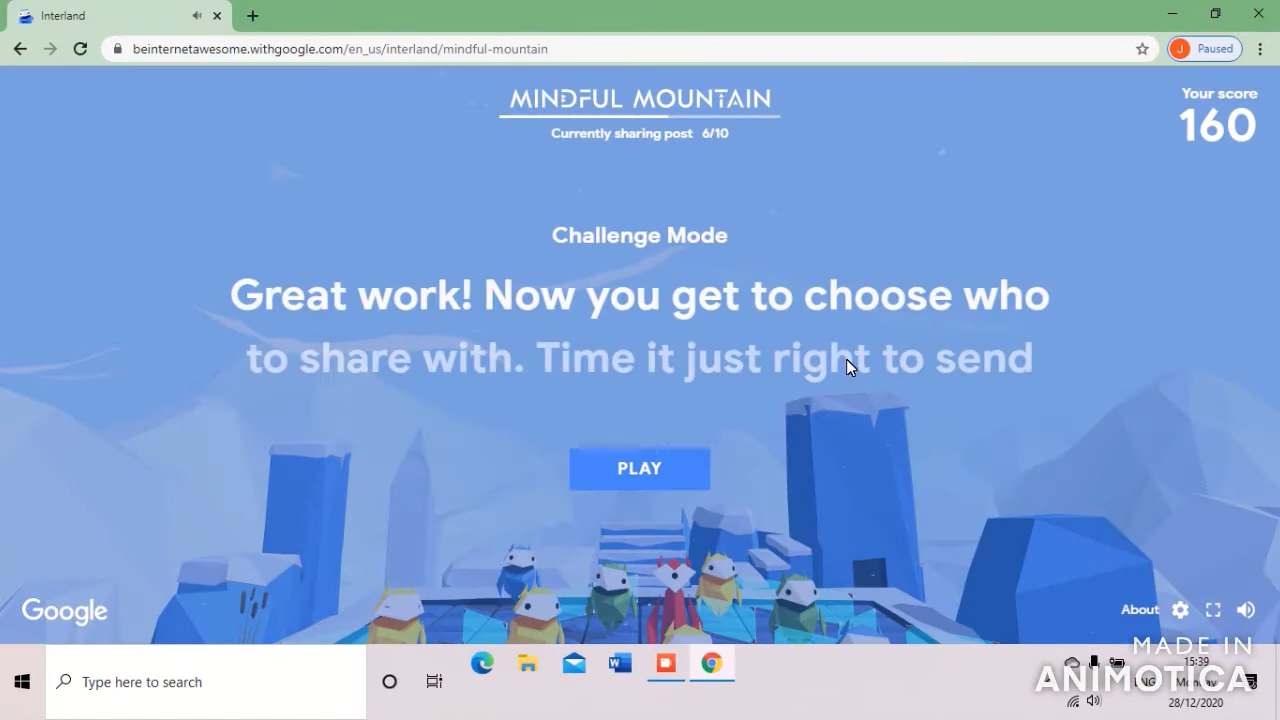 Interland
beinternetawesome.withgoogle.com/en_us/interland/mindful-mountain
J Paused
MINDFUL MOUNTAIN
Currently sharing post 6/10
Your score
160
Challenge Mode
Great work! Now you get to choose who
to share with. Time it just right to send
PLAY
Google
About
MADE IN
ANIMOTICA
Type here to search
15:39
ENG
Monday
28/12/2020